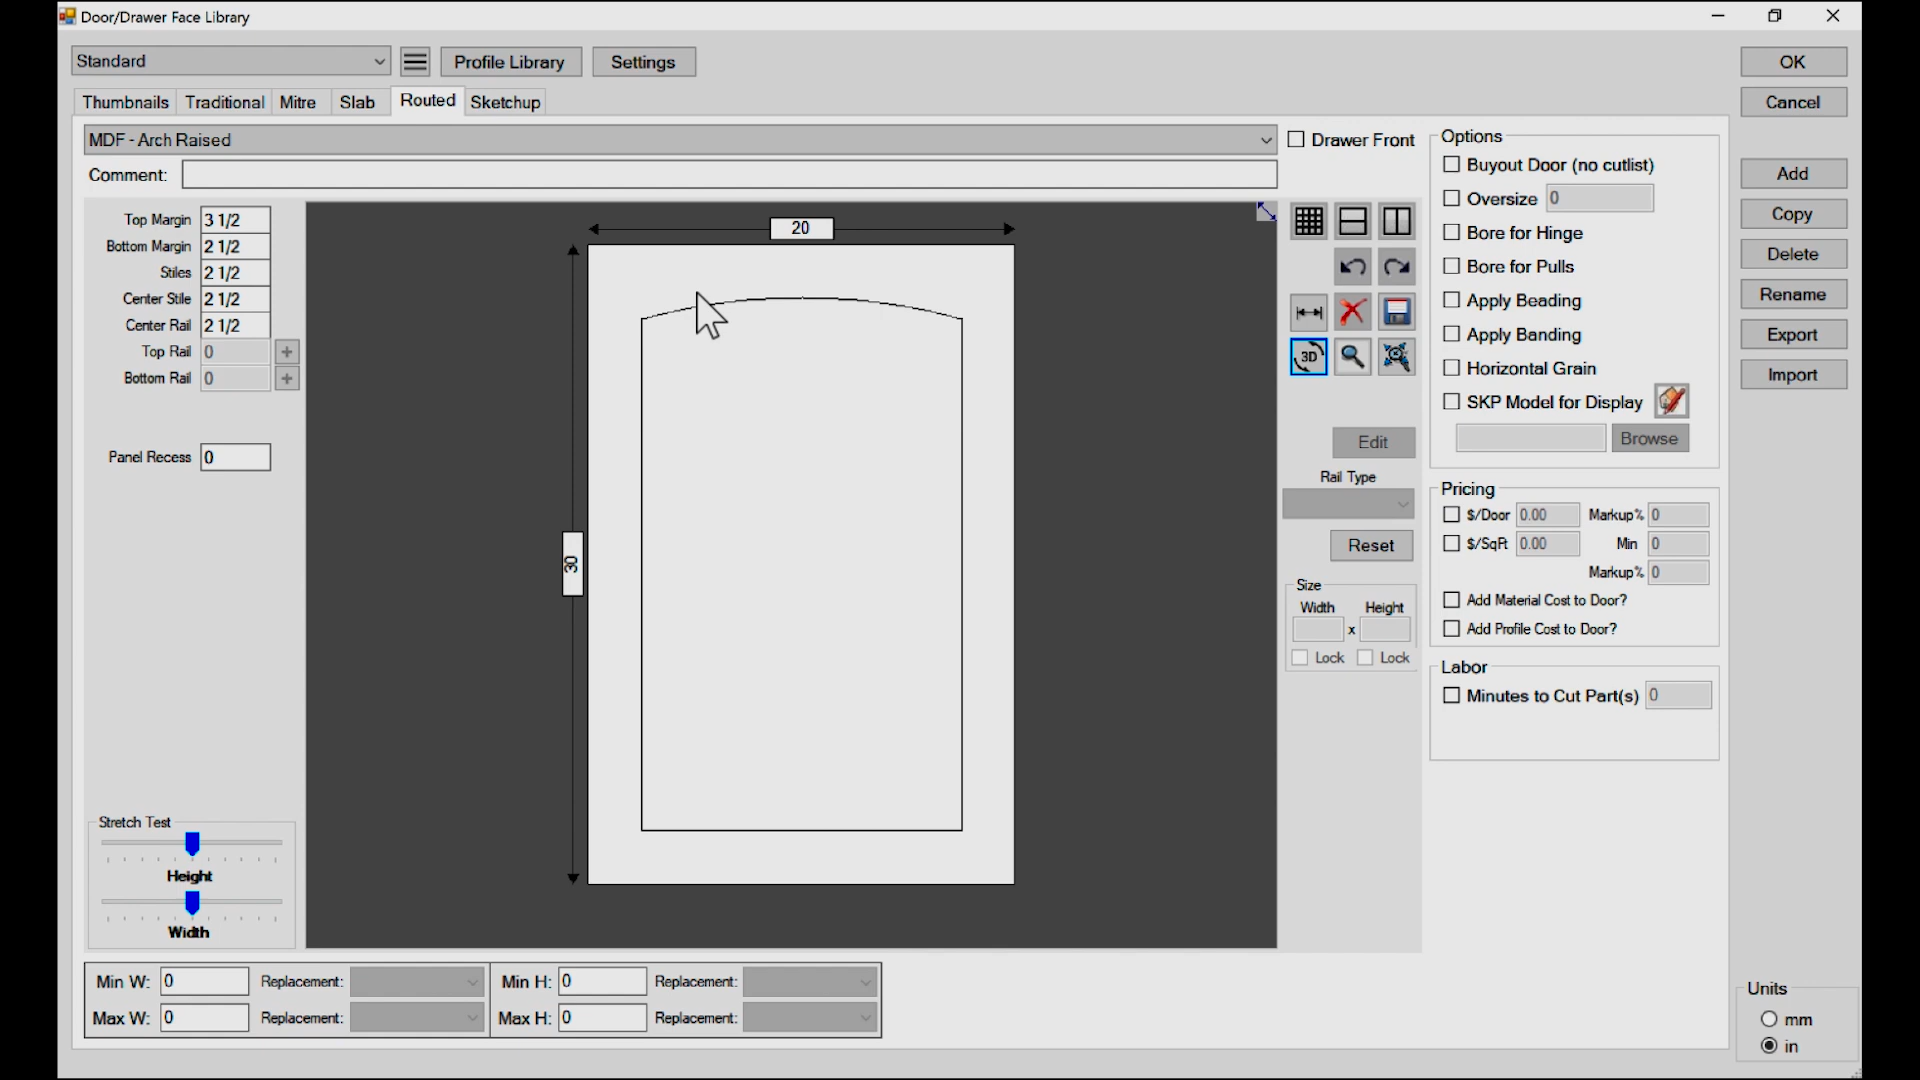 Door/Drawer Face Library
Standard
Profile Library
Settings
OK
Thumbnails
Traditional
Mitre
Slab
Routed
Sketchup
Cancel
MDF - Arch Raised
Drawer Front
Comment:
Options
Buyout Door (no cutlist)
Oversize 0
Bore for Hinge
Bore for Pulls
Apply Beading
Apply Banding
Horizontal Grain
SKP Model for Display
Browse
Add
Copy
Delete
Rename
Export
Import
Top Margin 3 1/2
Bottom Margin 2 1/2
Stiles 2 1/2
Center Stile 2 1/2
Center Rail 2 1/2
Top Rail 0 +
Bottom Rail 0 +
Panel Recess 0
20
30
3D
Edit
Rail Type
Reset
Size
Width Height
x
Lock Lock
Pricing
$/Door 0.00 Markup% 0
$/SqFt 0.00 Min 0
Markup% 0
Add Material Cost to Door?
Add Profile Cost to Door?
Labor
Minutes to Cut Part(s) 0
Stretch Test
Height
Width
Min W: 0 Replacement: Min H: 0 Replacement:
Max W: 0 Replacement: Max H: 0 Replacement:
Units
mm
in